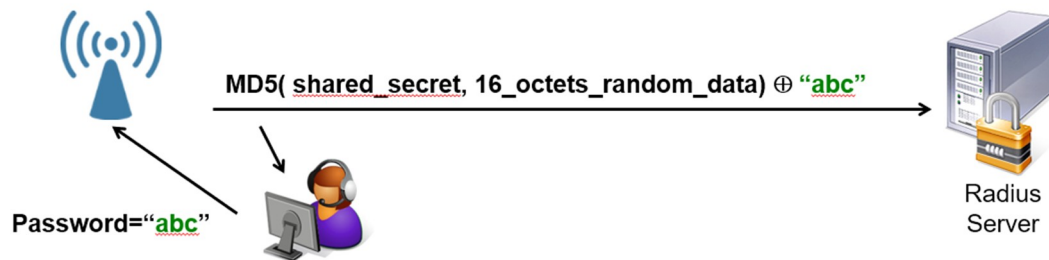 MD5( shared_secret, 16_octets_random_data) ⊕ “abc”
Password=“abc”
Radius
Server